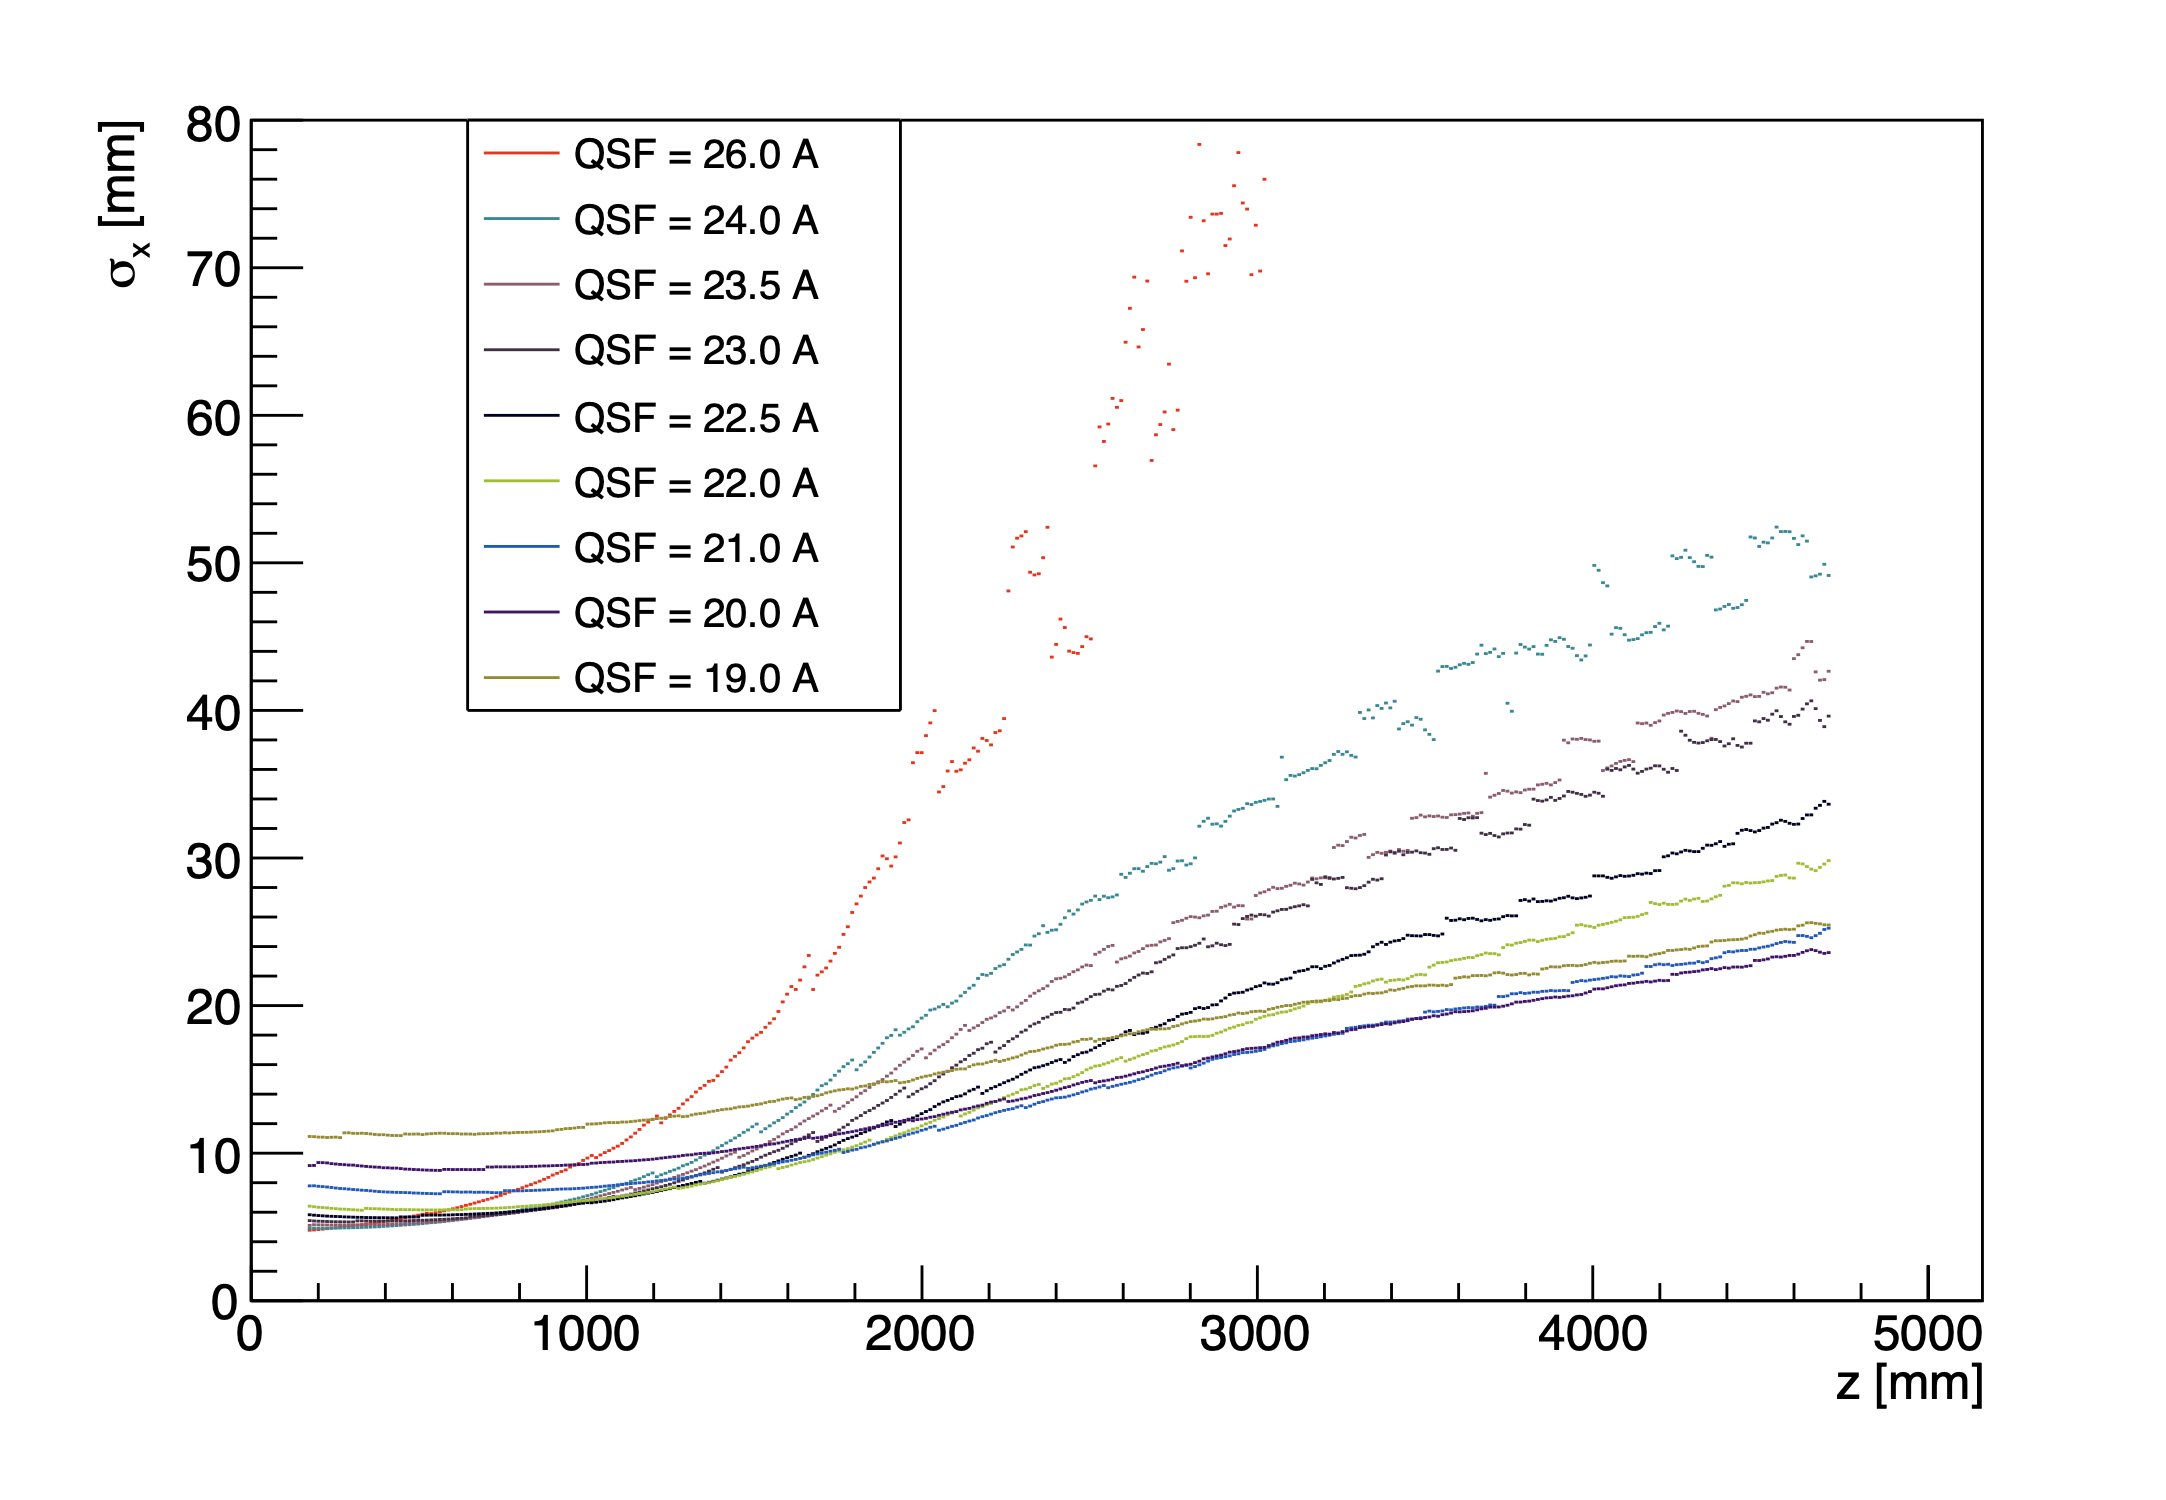 σx [mm]
80
70
60
50
40
30
20
10
0
QSF = 26.0 A
QSF = 24.0 A
QSF = 23.5 A
QSF = 23.0 A
QSF = 22.5 A
QSF = 22.0 A
QSF = 21.0 A
QSF = 20.0 A
QSF = 19.0 A
0 1000 2000 3000 4000 5000
z [mm]